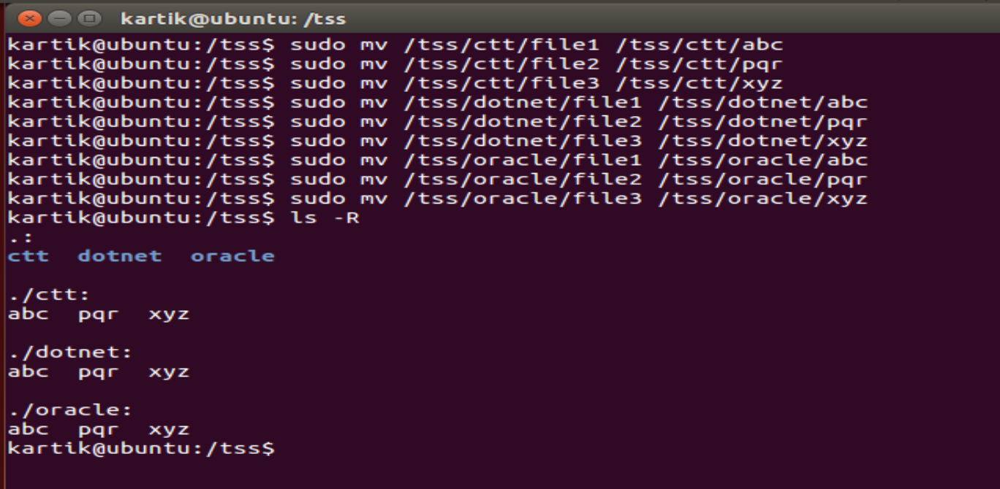 kartik@ubuntu: /tss
kartik@ubuntu:/tss$ sudo mv /tss/ctt/file1 /tss/ctt/abc
kartik@ubuntu:/tss$ sudo mv /tss/ctt/file2 /tss/ctt/pqr
kartik@ubuntu:/tss$ sudo mv /tss/ctt/file3 /tss/ctt/xyz
kartik@ubuntu:/tss$ sudo mv /tss/dotnet/file1 /tss/dotnet/abc
kartik@ubuntu:/tss$ sudo mv /tss/dotnet/file2 /tss/dotnet/pqr
kartik@ubuntu:/tss$ sudo mv /tss/dotnet/file3 /tss/dotnet/xyz
kartik@ubuntu:/tss$ sudo mv /tss/oracle/file1 /tss/oracle/abc
kartik@ubuntu:/tss$ sudo mv /tss/oracle/file2 /tss/oracle/pqr
kartik@ubuntu:/tss$ sudo mv /tss/oracle/file3 /tss/oracle/xyz
kartik@ubuntu:/tss$ ls -R
.:
ctt  dotnet  oracle

./ctt:
abc  pqr  xyz

./dotnet:
abc  pqr  xyz

./oracle:
abc  pqr  xyz
kartik@ubuntu:/tss$